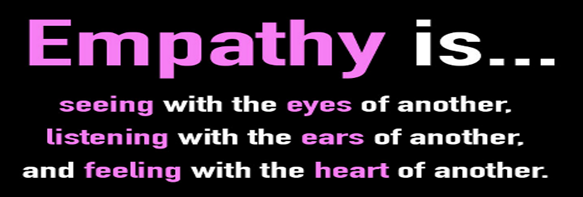 Empathy is...
seeing with the eyes of another,
listening with the ears of another,
and feeling with the heart of another.